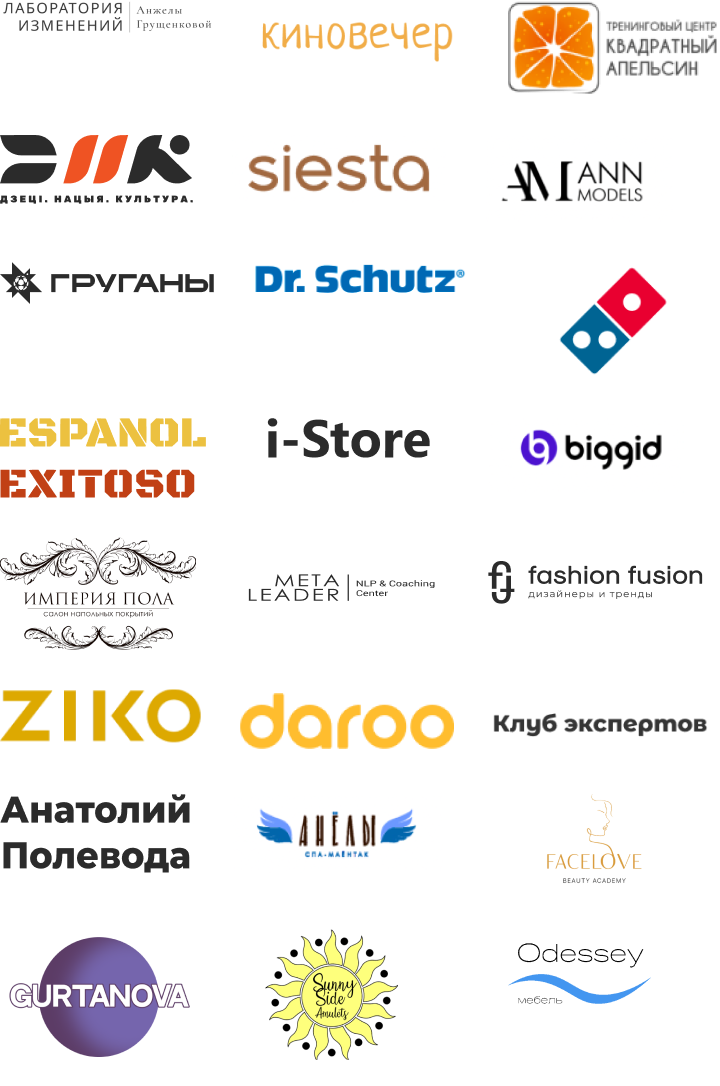 ЛАБОРАТОРИЯ
ИЗМЕНЕНИЙ
Анжелы
Грущенковой
киновечер
ТРЕНИНГОВЫЙ ЦЕНТР
КВАДРАТНЫЙ
АПЕЛЬСИН
ДНК
ДЗЕЦІ. НАЦЫЯ. КУЛЬТУРА.
siesta
AM
ANN
MODELS
ГРУГАНЫ
Dr. Schutz®
ESPANOL
EXITOSO
i-Store
biggid
ИМПЕРИЯ ПОЛА
салон напольных покрытий
META
LEADER
NLP & Coaching
Center
fashion fusion
дизайнеры и тренды
ZIKO
daroo
Клуб экспертов
Анатолий
Полевода
АНЁЛЫ
СПА-МАЁНТАК
FACELOVE
BEAUTY ACADEMY
GURTANOVA
Sunny
Side
Amulets
Odessey
мебель